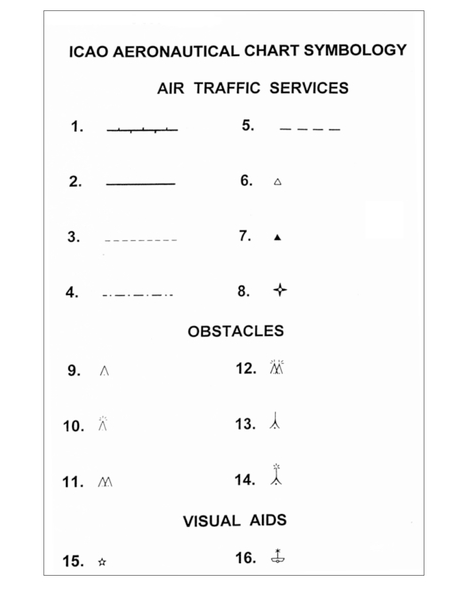 ICAO AERONAUTICAL CHART SYMBOLOGY
AIR TRAFFIC SERVICES
1. 5.
2. 6.
3. 7.
4. 8.
OBSTACLES
9. 12.
10. 13.
11. 14.
VISUAL AIDS
15. 16.